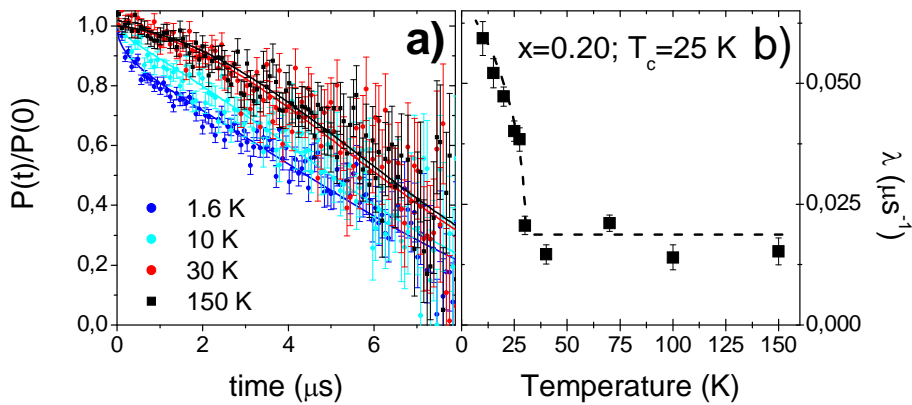 a)
b)
x=0.20; T_c=25 K
P(t)/P(0)
1,0
0,8
0,6
0,4
0,2
0,0
1.6 K
10 K
30 K
150 K
0 2 4 6
time (μs)
0,050
0,025
0,000
λ (μs⁻¹)
0 25 50 75 100 125 150
Temperature (K)